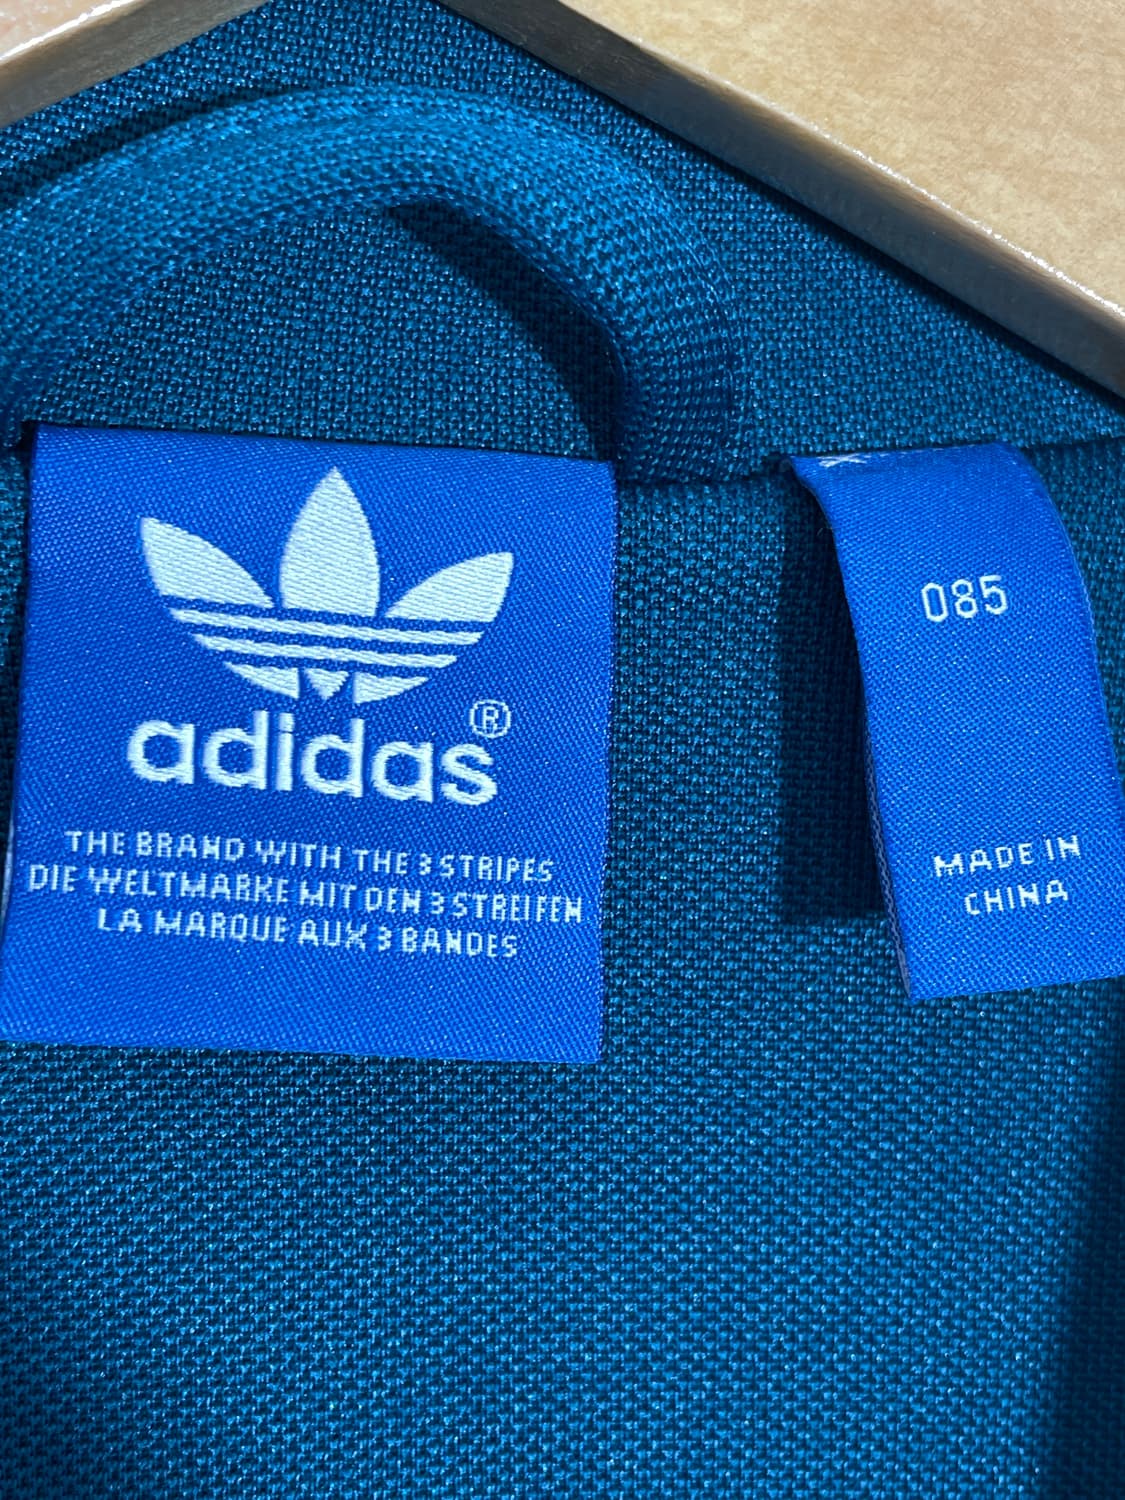 adidas®
THE BRAND WITH THE 3 STRIPES
DIE WELTMARKE MIT DEN 3 STREIFEN
LA MARQUE AUX 3 BANDES
085
MADE IN
CHINA